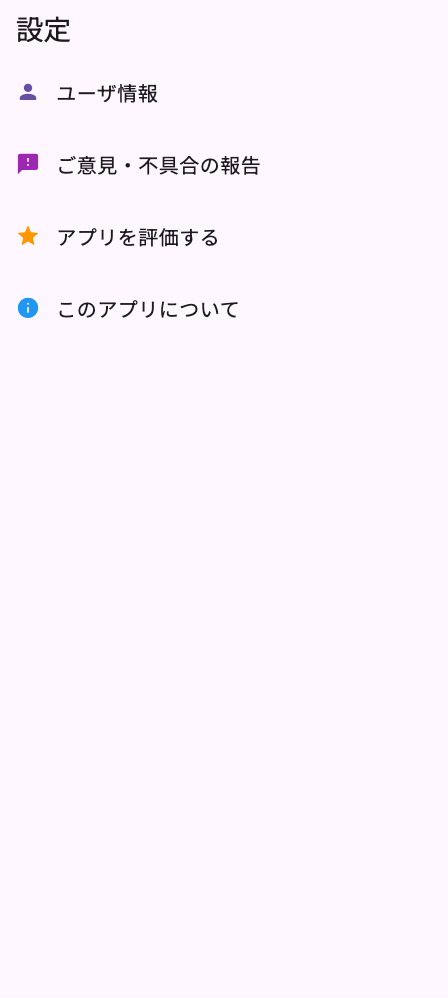 設定
ユーザ情報
ご意見・不具合の報告
アプリを評価する
このアプリについて